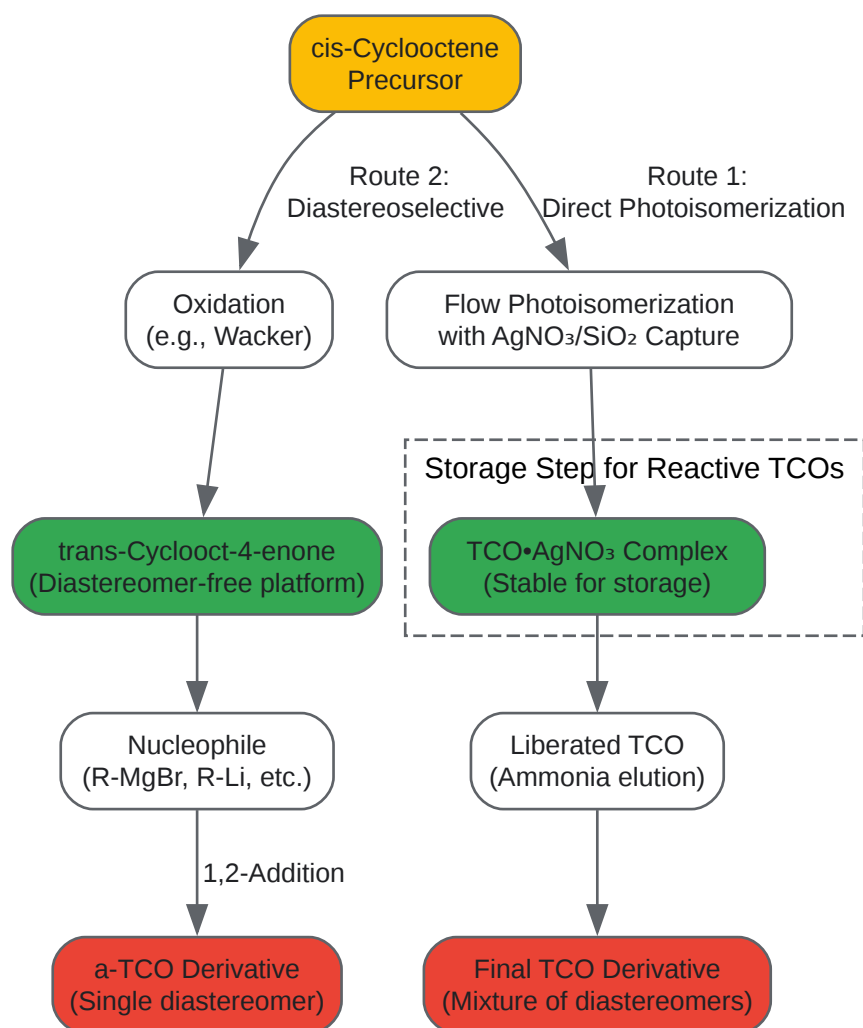 cis-Cyclooctene
Precursor
Route 2:
Diastereoselective
Route 1:
Direct Photoisomerization
Oxidation
(e.g., Wacker)
Flow Photoisomerization
with AgNO₃/SiO₂ Capture
Storage Step for Reactive TCOs
trans-Cyclooct-4-enone
(Diastereomer-free platform)
TCO•AgNO₃ Complex
(Stable for storage)
Nucleophile
(R-MgBr, R-Li, etc.)
Liberated TCO
(Ammonia elution)
1,2-Addition
a-TCO Derivative
(Single diastereomer)
Final TCO Derivative
(Mixture of diastereomers)